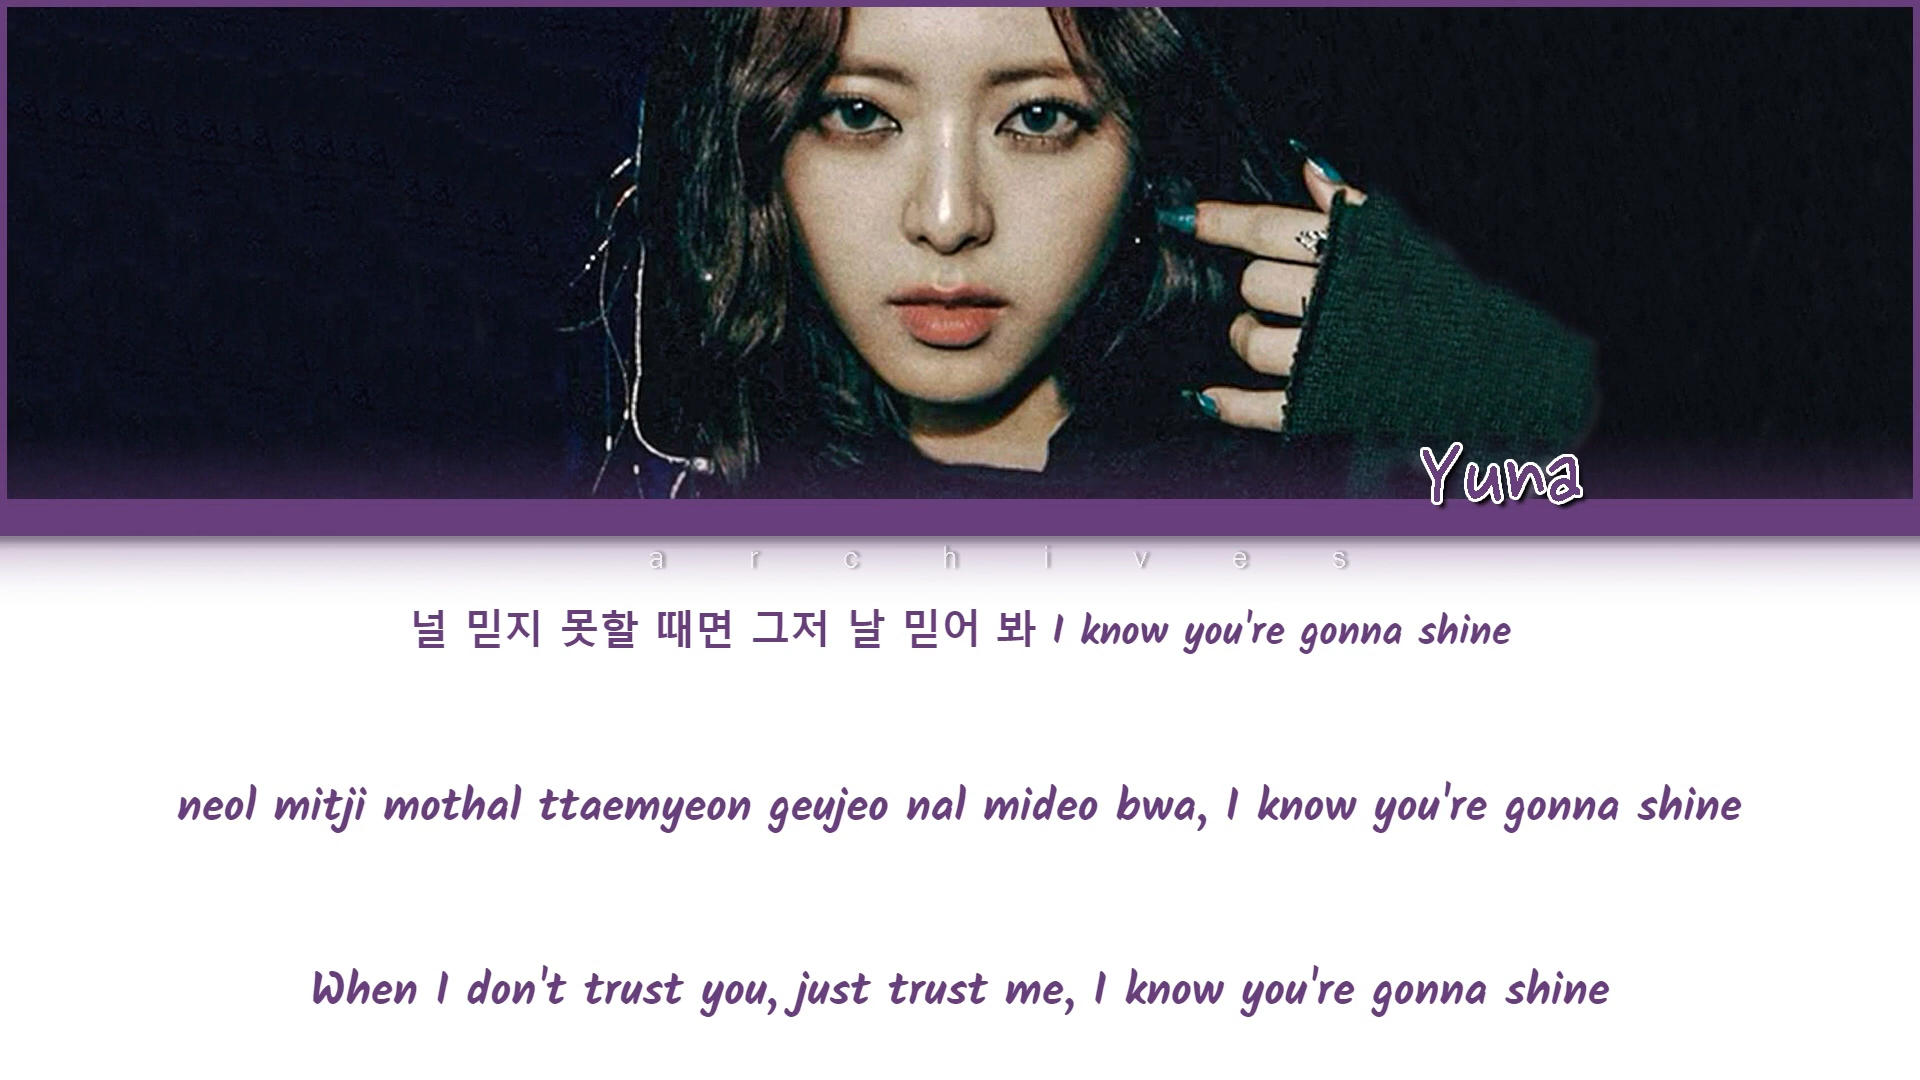 Yuna
archives
널 믿지 못할 때면 그저 날 믿어 봐 I know you're gonna shine
neol mitji mothal ttaemyeon geujeo nal mideo bwa, I know you're gonna shine
When I don't trust you, just trust me, I know you're gonna shine